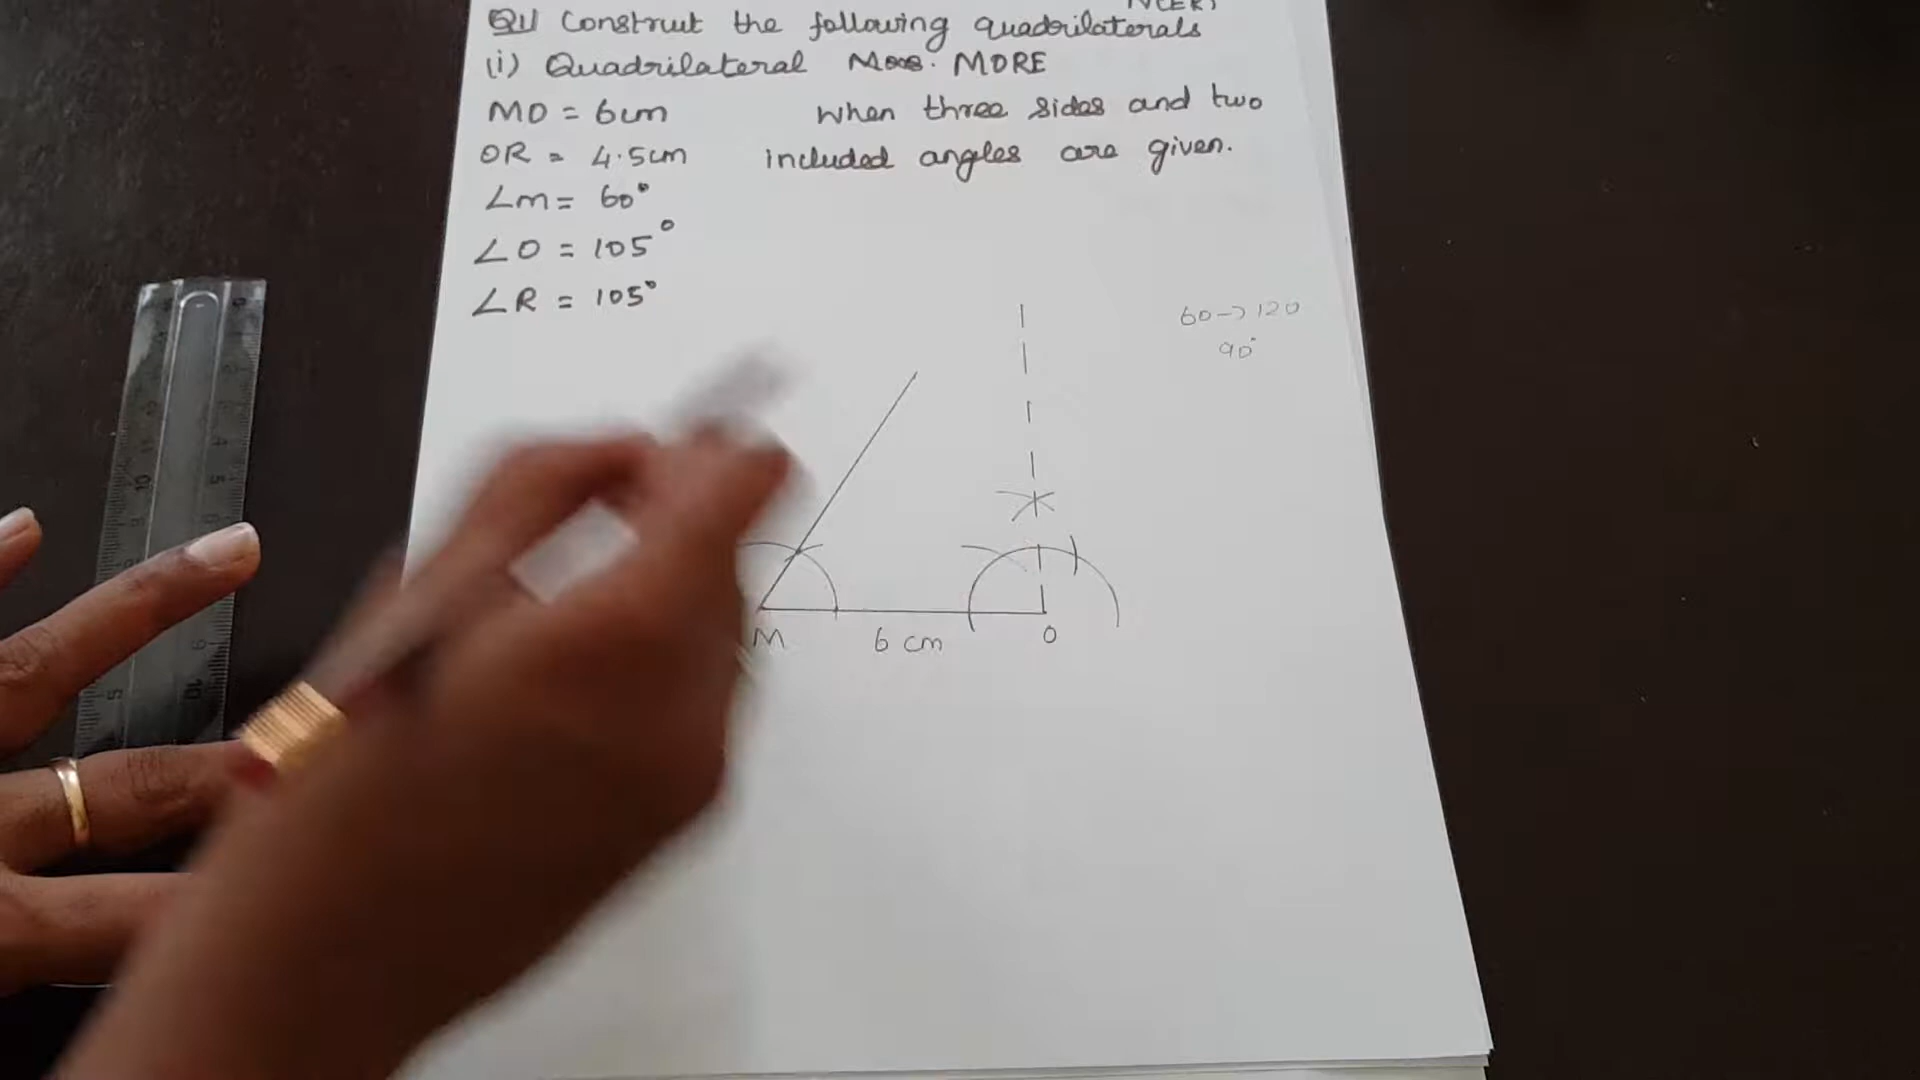 Q1) Construct the following quadrilaterals
(i) Quadrilateral MORE
MO = 6cm when three sides and two
OR = 4.5cm included angles are given.
∠M = 60°
∠O = 105°
∠R = 105°
60→120
90°
M 6 cm O